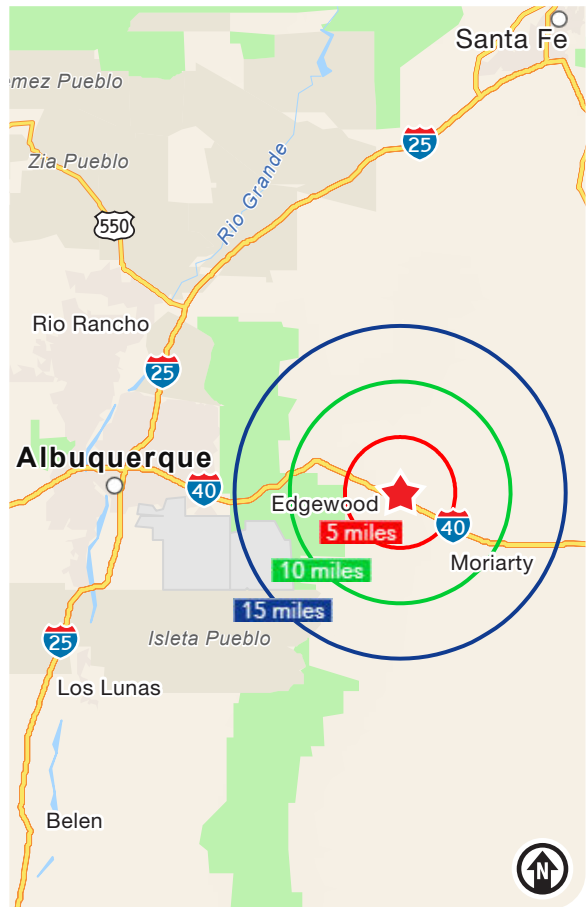 Santa Fe
emez Pueblo
25
Zia Pueblo
Rio Grande
550
Rio Rancho
25
Albuquerque
40
Edgewood
40
5 miles
Moriarty
10 miles
15 miles
Isleta Pueblo
25
Los Lunas
Belen
N